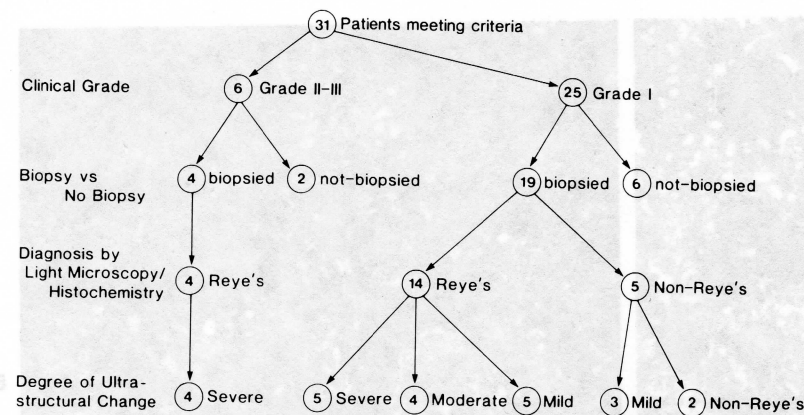 31 Patients meeting criteria
Clinical Grade 6 Grade II-III 25 Grade I
Biopsy vs
No Biopsy 4 biopsied 2 not-biopsied 19 biopsied 6 not-biopsied
Diagnosis by
Light Microscopy/
Histochemistry 4 Reye's 14 Reye's 5 Non-Reye's
Degree of Ultra-
structural Change 4 Severe 5 Severe 4 Moderate 5 Mild 3 Mild 2 Non-Reye's